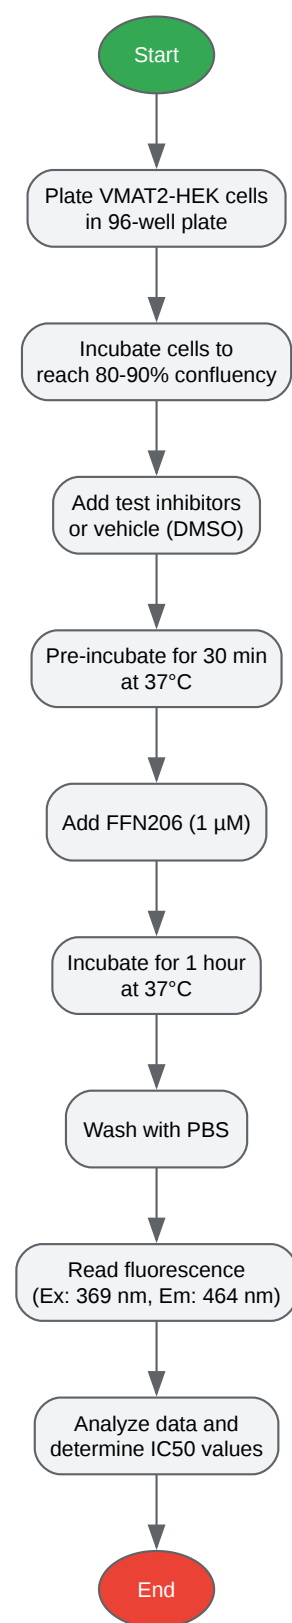 Start
Plate VMAT2-HEK cells
in 96-well plate
Incubate cells to
reach 80-90% confluency
Add test inhibitors
or vehicle (DMSO)
Pre-incubate for 30 min
at 37°C
Add FFN206 (1 µM)
Incubate for 1 hour
at 37°C
Wash with PBS
Read fluorescence
(Ex: 369 nm, Em: 464 nm)
Analyze data and
determine IC50 values
End